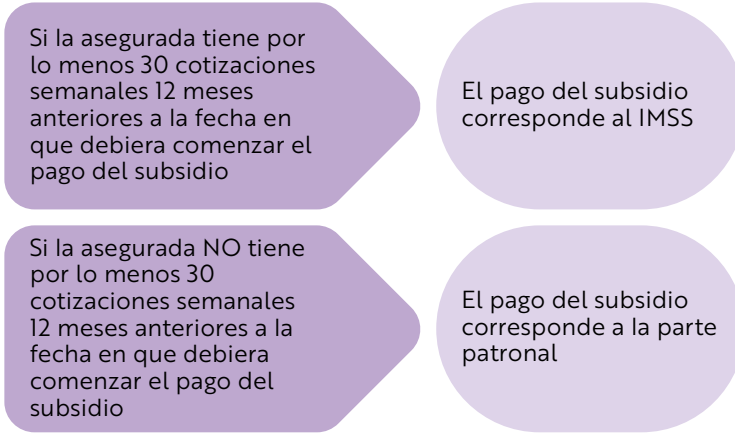 Si la asegurada tiene por
lo menos 30 cotizaciones
semanales 12 meses
anteriores a la fecha en
que debiera comenzar el
pago del subsidio
El pago del subsidio
corresponde al IMSS
Si la asegurada NO tiene
por lo menos 30
cotizaciones semanales
12 meses anteriores a la
fecha en que debiera
comenzar el pago del
subsidio
El pago del subsidio
corresponde a la parte
patronal